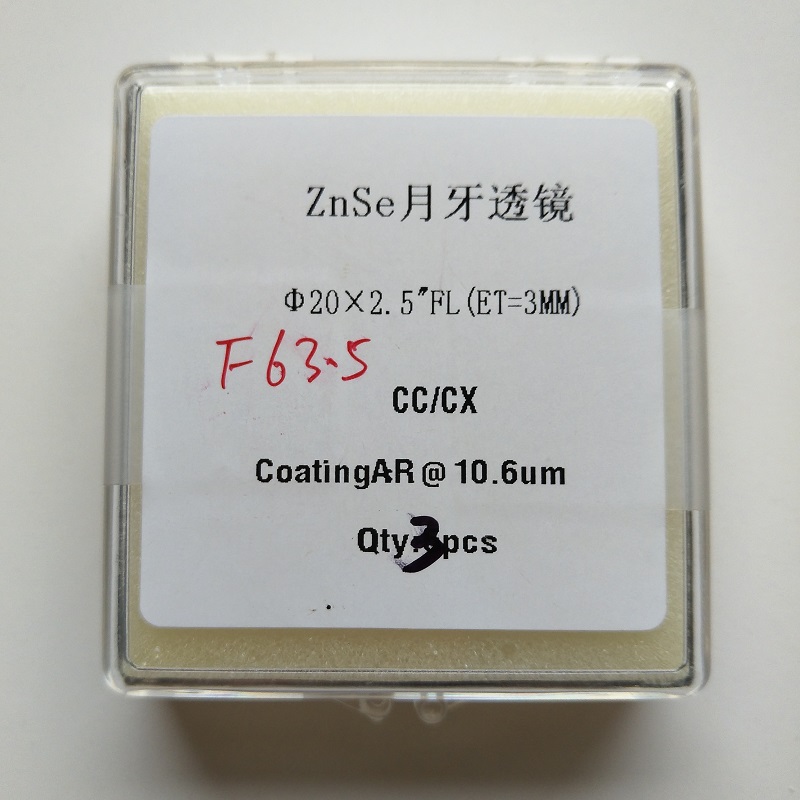 ZnSe月牙透镜
Φ20×2.5"FL(ET=3MM)
F63.5
CC/CX
CoatingAR@10.6um
Qty 3pcs